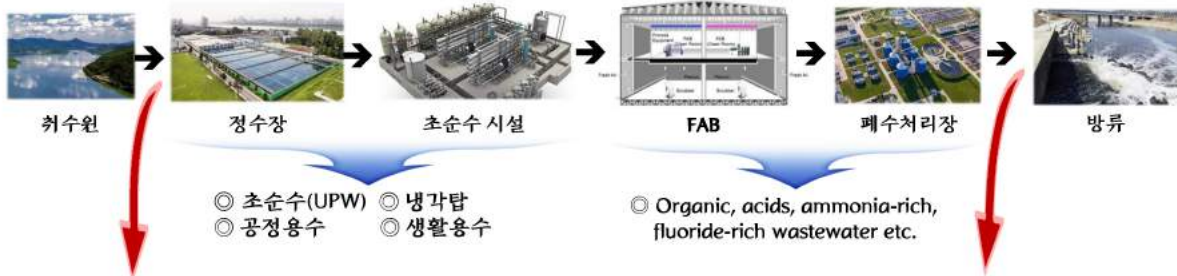 취수원
정수장
초순수 시설
FAB
폐수처리장
방류
◎ 초순수(UPW) ◎ 냉각탑
◎ 공정용수 ◎ 생활용수
◎ Organic, acids, ammonia-rich,
fluoride-rich wastewater etc.